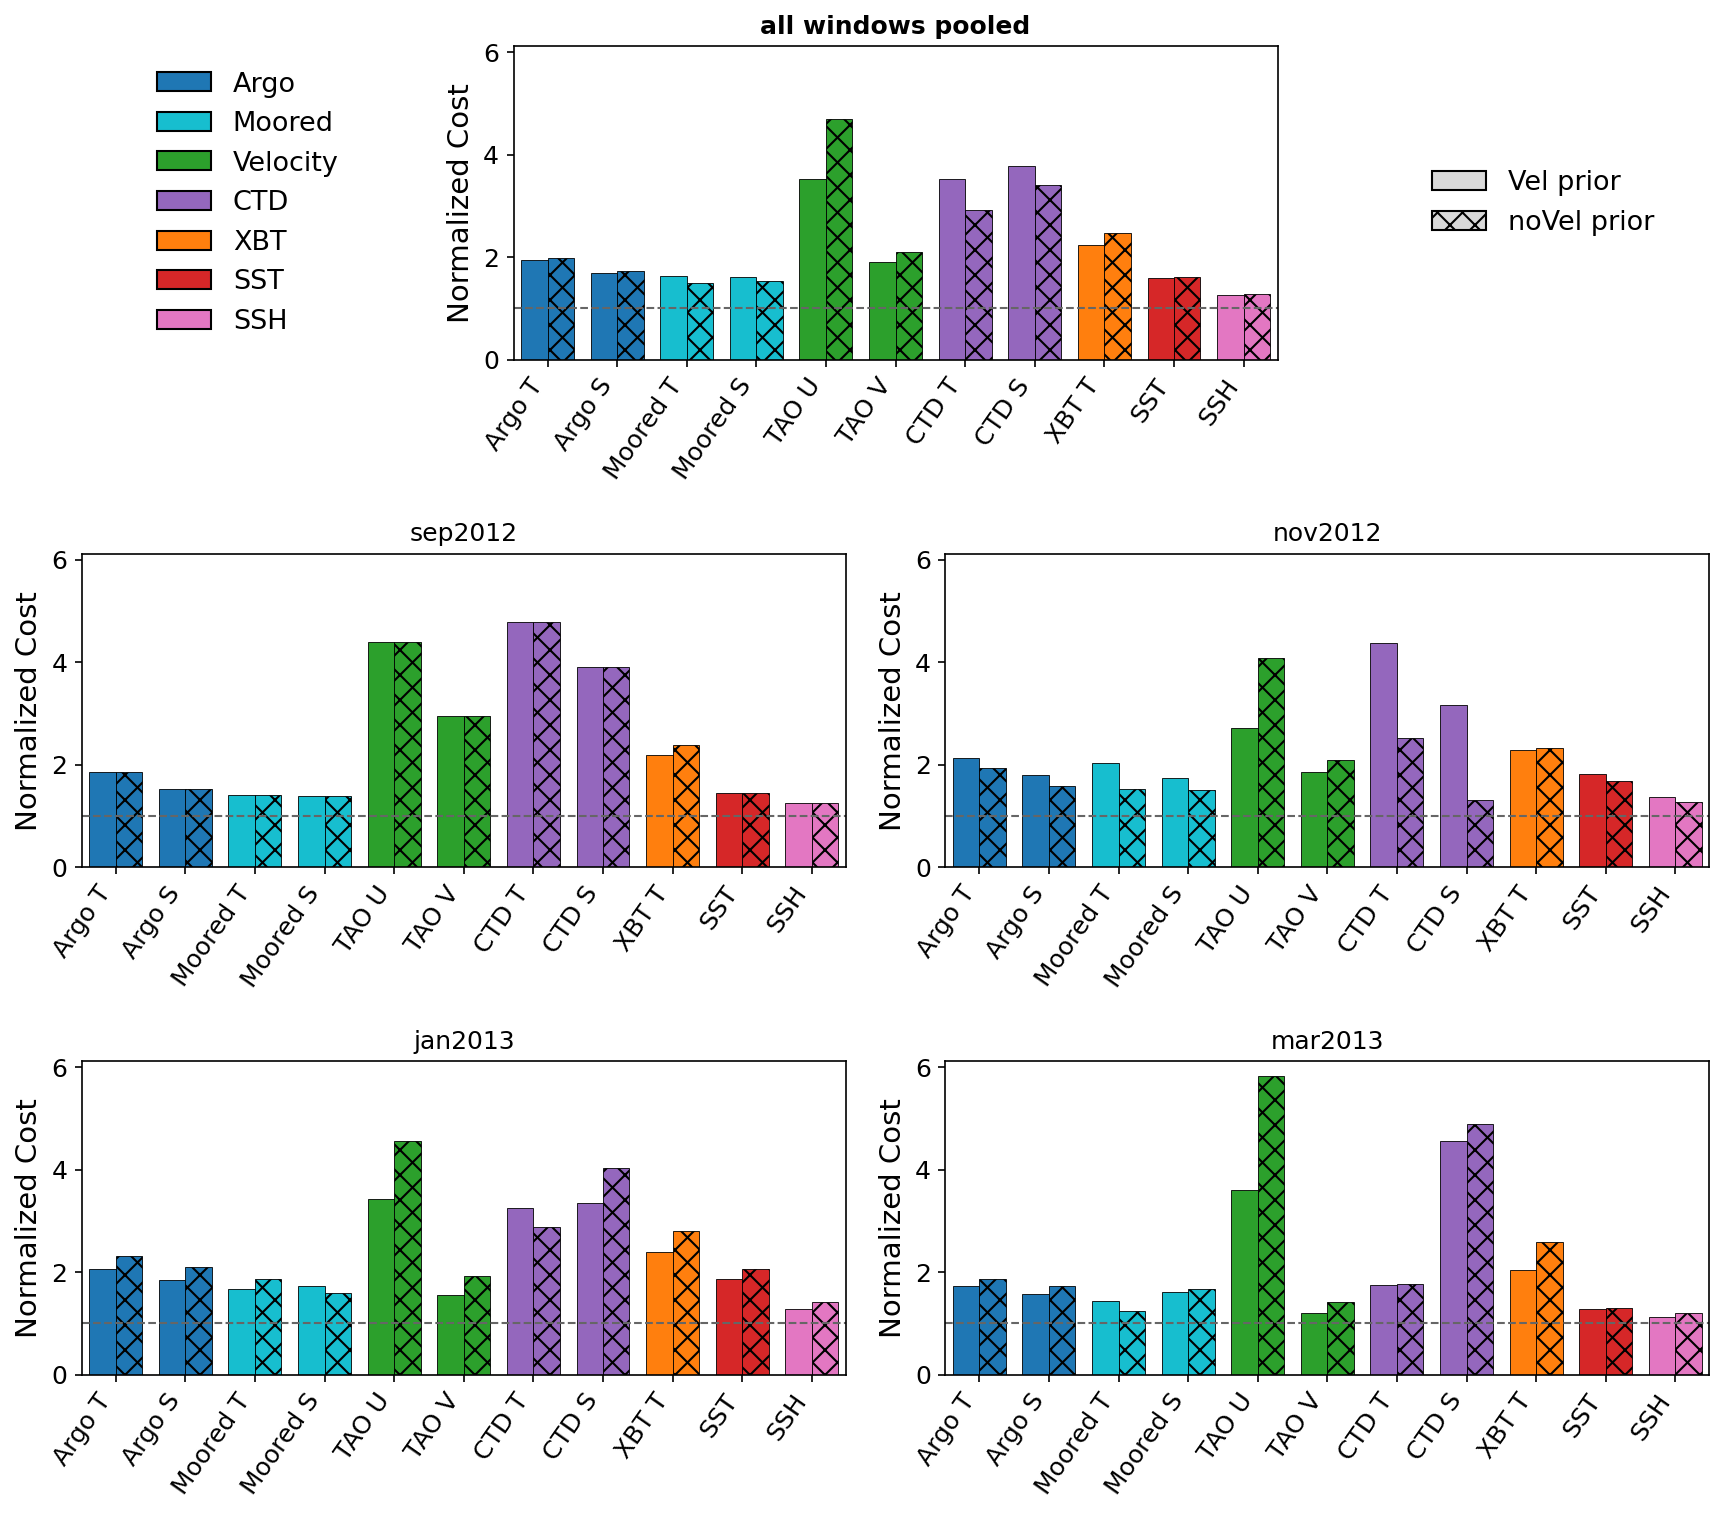 all windows pooled
Argo
Moored
Velocity
CTD
XBT
SST
SSH
Normalized Cost
6
4
2
0
Argo T
Argo S
Moored T
Moored S
TAO U
TAO V
CTD T
CTD S
XBT T
SST
SSH
Vel prior
noVel prior
sep2012
Normalized Cost
6
4
2
0
Argo T
Argo S
Moored T
Moored S
TAO U
TAO V
CTD T
CTD S
XBT T
SST
SSH
nov2012
Normalized Cost
6
4
2
0
Argo T
Argo S
Moored T
Moored S
TAO U
TAO V
CTD T
CTD S
XBT T
SST
SSH
jan2013
Normalized Cost
6
4
2
0
Argo T
Argo S
Moored T
Moored S
TAO U
TAO V
CTD T
CTD S
XBT T
SST
SSH
mar2013
Normalized Cost
6
4
2
0
Argo T
Argo S
Moored T
Moored S
TAO U
TAO V
CTD T
CTD S
XBT T
SST
SSH